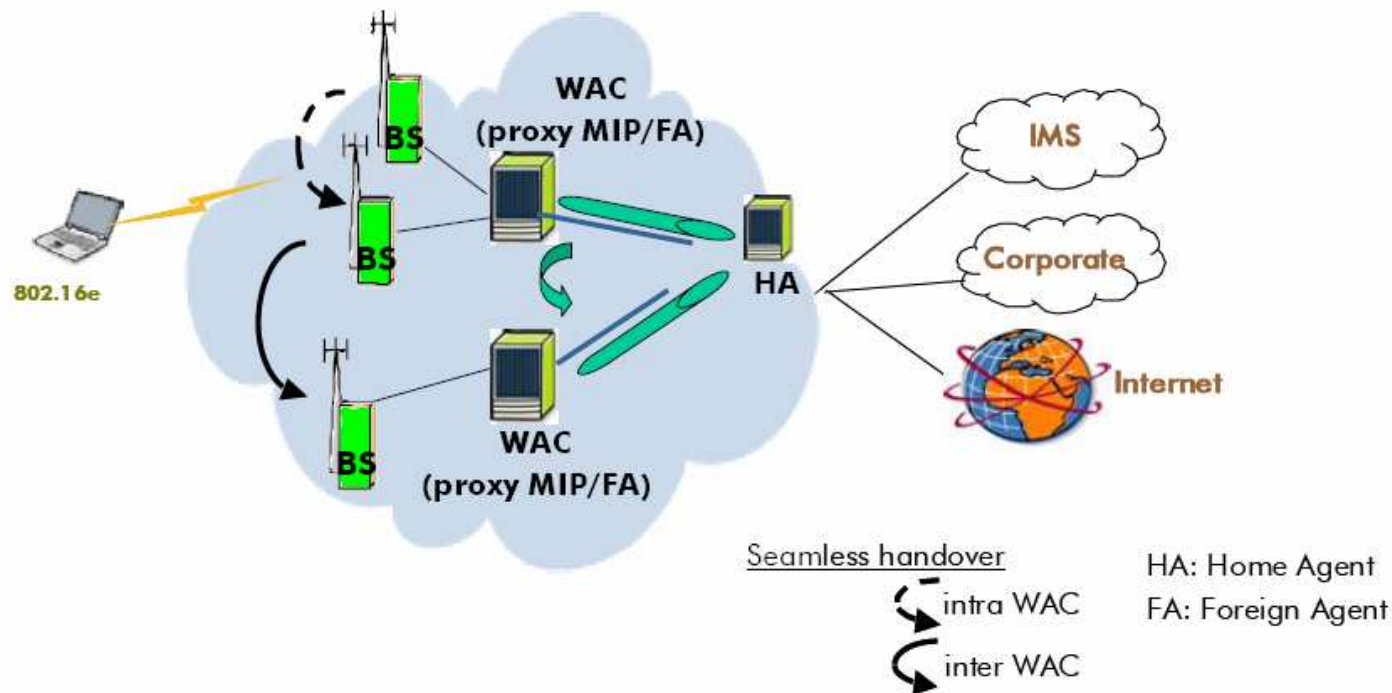 WAC
(proxy MIP/FA)
BS
BS
BS
802.16e
HA
IMS
Corporate
Internet
WAC
(proxy MIP/FA)
Seamless handover
intra WAC
inter WAC
HA: Home Agent
FA: Foreign Agent